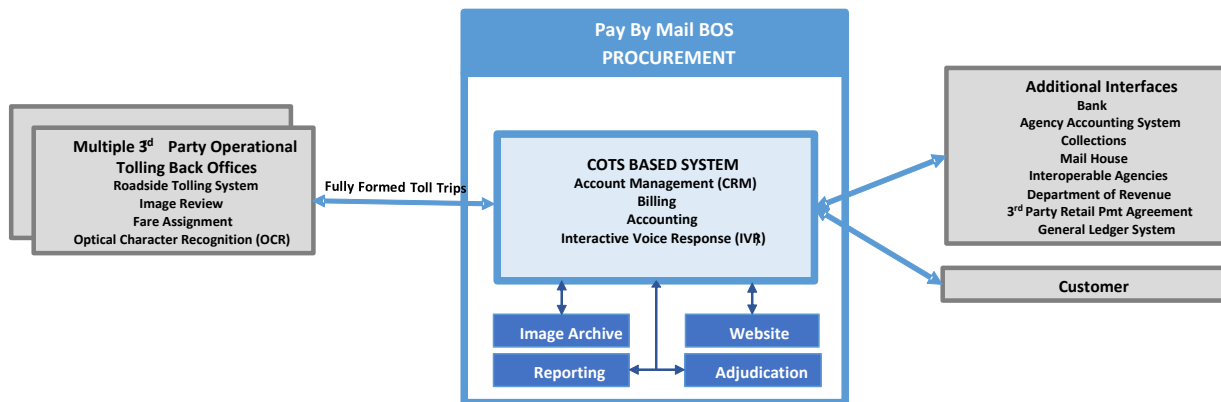 Pay By Mail BOS
PROCUREMENT
Multiple 3rd Party Operational
Tolling Back Offices
Roadside Tolling System
Image Review
Fare Assignment
Optical Character Recognition (OCR)
Fully Formed Toll Trips
COTS BASED SYSTEM
Account Management (CRM)
Billing
Accounting
Interactive Voice Response (IVR)
Image Archive
Website
Reporting
Adjudication
Additional Interfaces
Bank
Agency Accounting System
Collections
Mail House
Interoperable Agencies
Department of Revenue
3rd Party Retail Pmt Agreement
General Ledger System
Customer